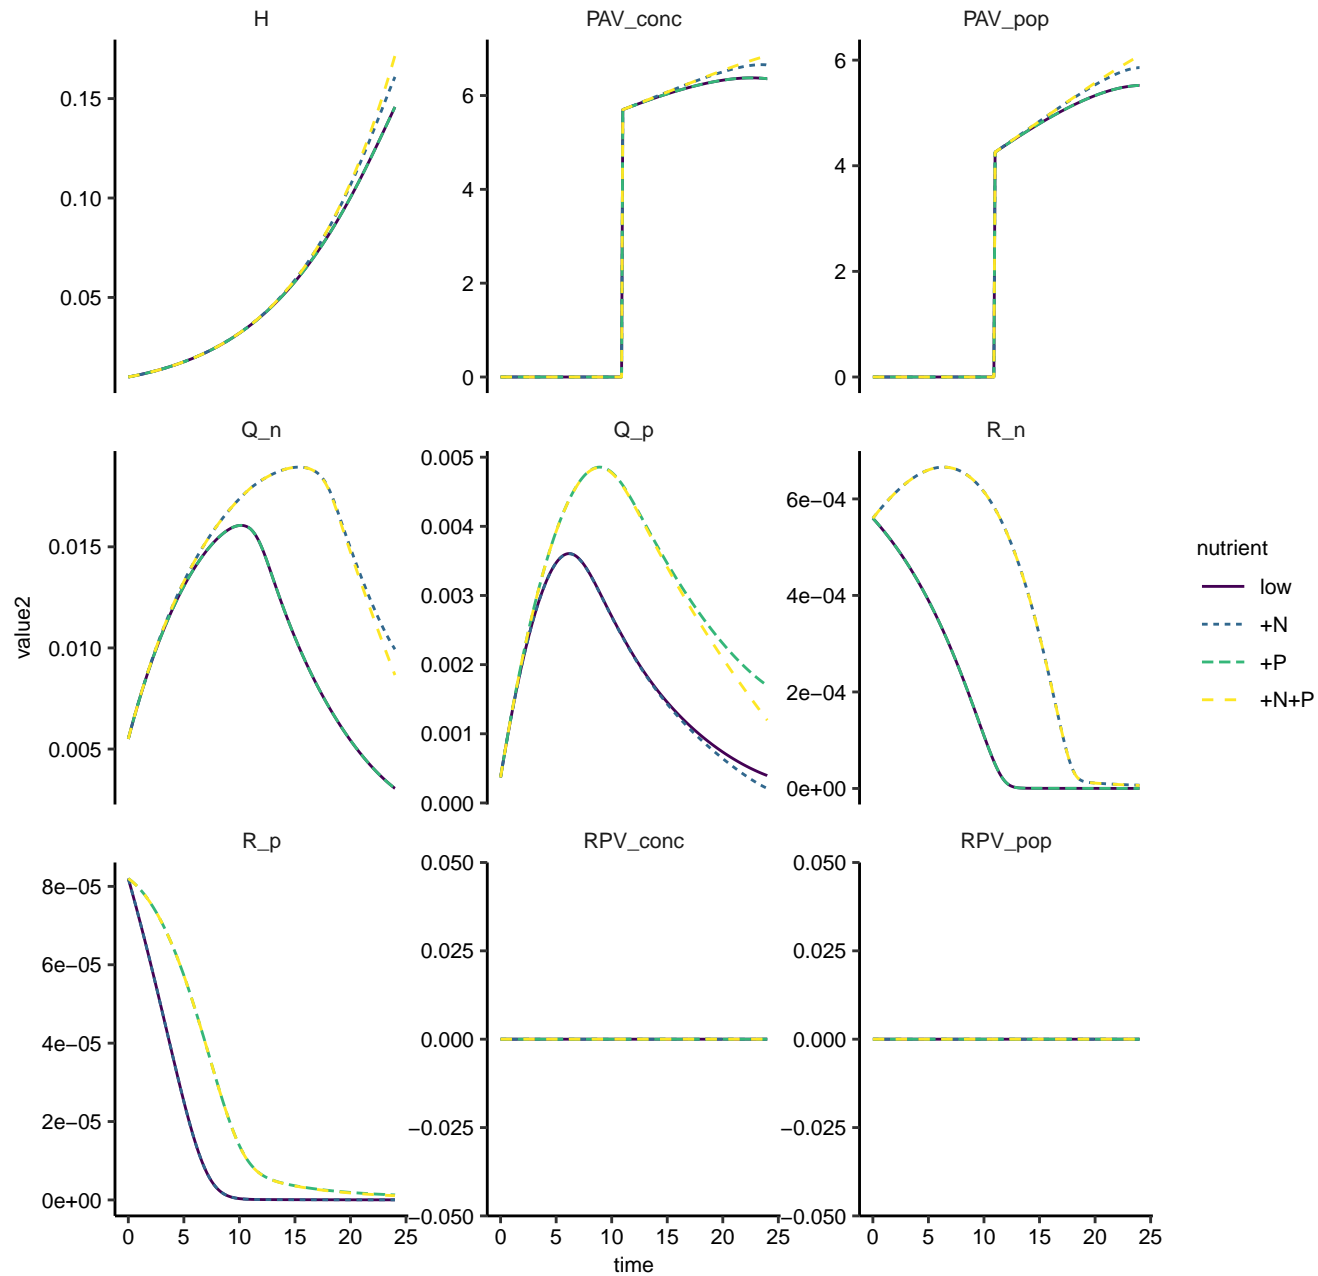 H
PAV_conc
PAV_pop
0.15
0.10
0.05
6
4
2
0
6
4
2
0
Q_n
Q_p
R_n
0.015
0.010
0.005
0.005
0.004
0.003
0.002
0.001
0.000
6e−04
4e−04
2e−04
0e+00
R_p
RPV_conc
RPV_pop
8e−05
6e−05
4e−05
2e−05
0e+00
0.050
0.025
0.000
−0.025
−0.050
0.050
0.025
0.000
−0.025
−0.050
0 5 10 15 20 25
0 5 10 15 20 25
0 5 10 15 20 25
time
value2
nutrient
low
+N
+P
+N+P